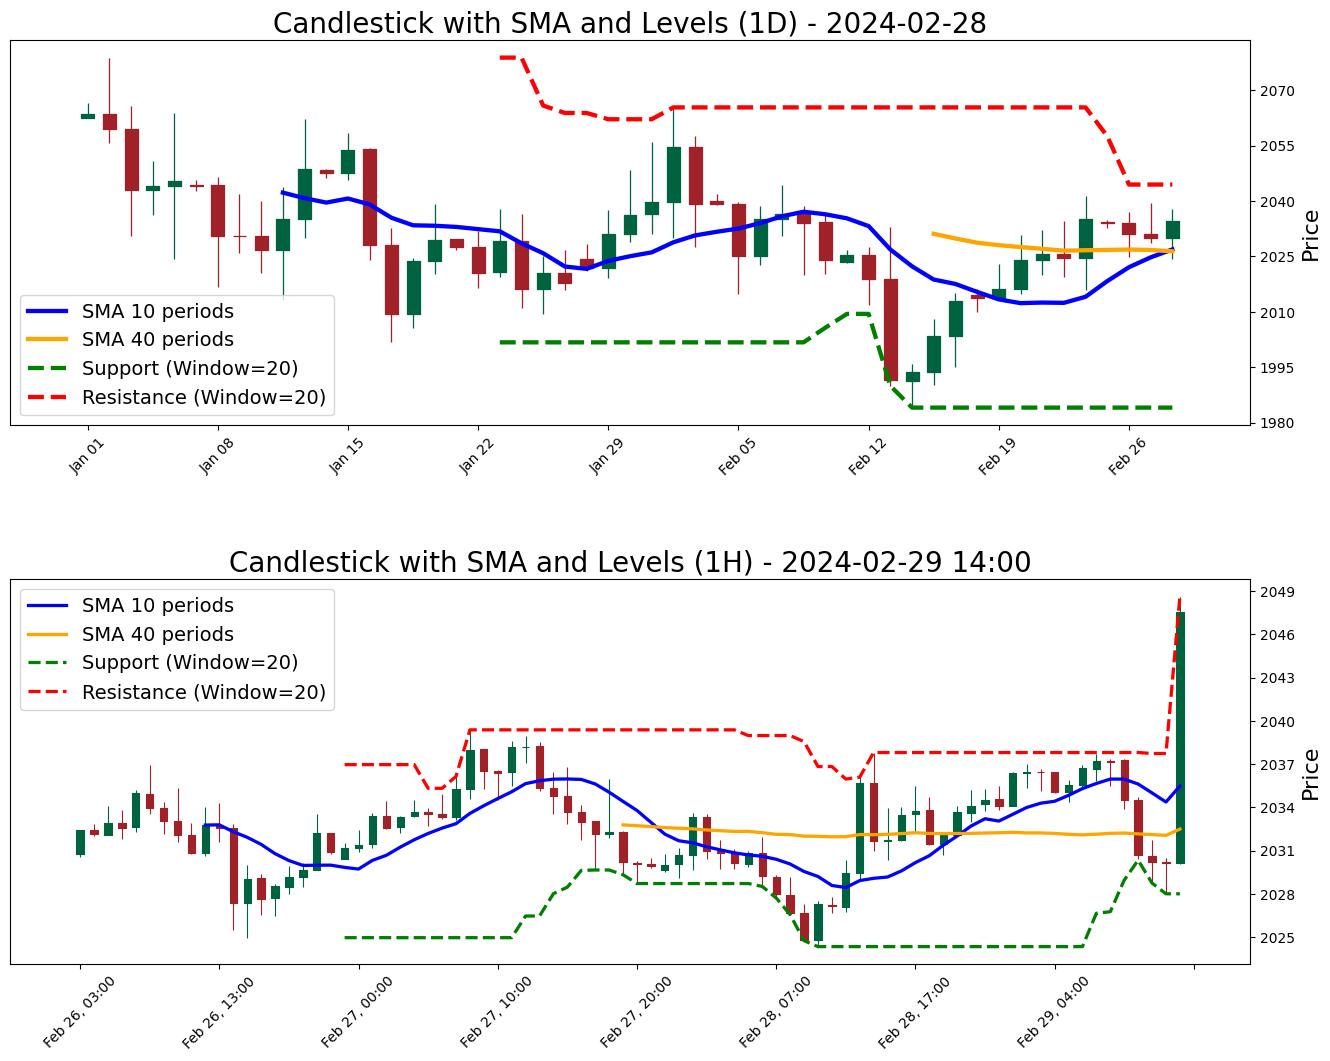 Candlestick with SMA and Levels (1D) - 2024-02-28
SMA 10 periods
SMA 40 periods
Support (Window=20)
Resistance (Window=20)
2070
2055
2040
2025
2010
1995
1980
Price
Jan 01
Jan 08
Jan 15
Jan 22
Jan 29
Feb 05
Feb 12
Feb 19
Feb 26
Candlestick with SMA and Levels (1H) - 2024-02-29 14:00
SMA 10 periods
SMA 40 periods
Support (Window=20)
Resistance (Window=20)
2049
2046
2043
2040
2037
2034
2031
2028
2025
Price
Feb 26, 03:00
Feb 26, 13:00
Feb 27, 00:00
Feb 27, 10:00
Feb 27, 20:00
Feb 28, 07:00
Feb 28, 17:00
Feb 29, 04:00